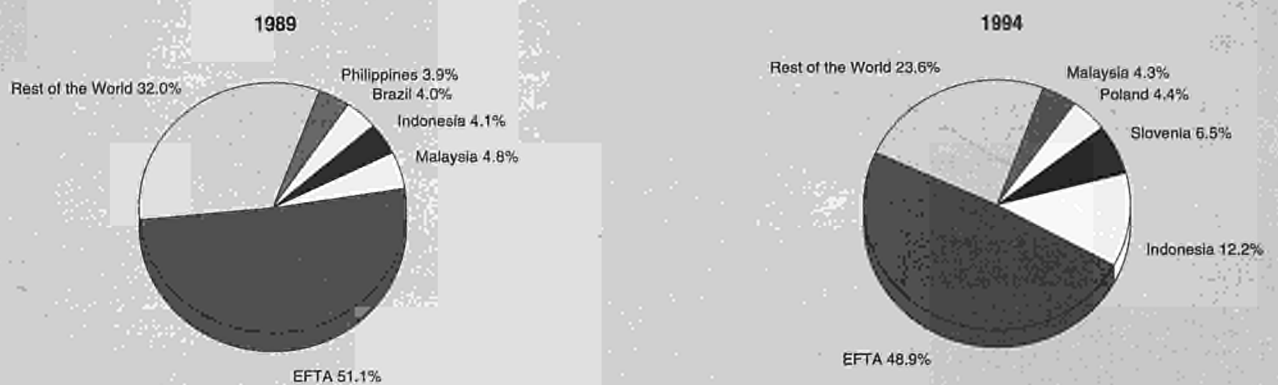 1989
Philippines 3.9%
Rest of the World 32.0%
Brazil 4.0%
Indonesia 4.1%
Malaysia 4.8%
EFTA 51.1%
1994
Rest of the World 23.6%
Malaysia 4.3%
Poland 4.4%
Slovenia 6.5%
Indonesia 12.2%
EFTA 48.9%